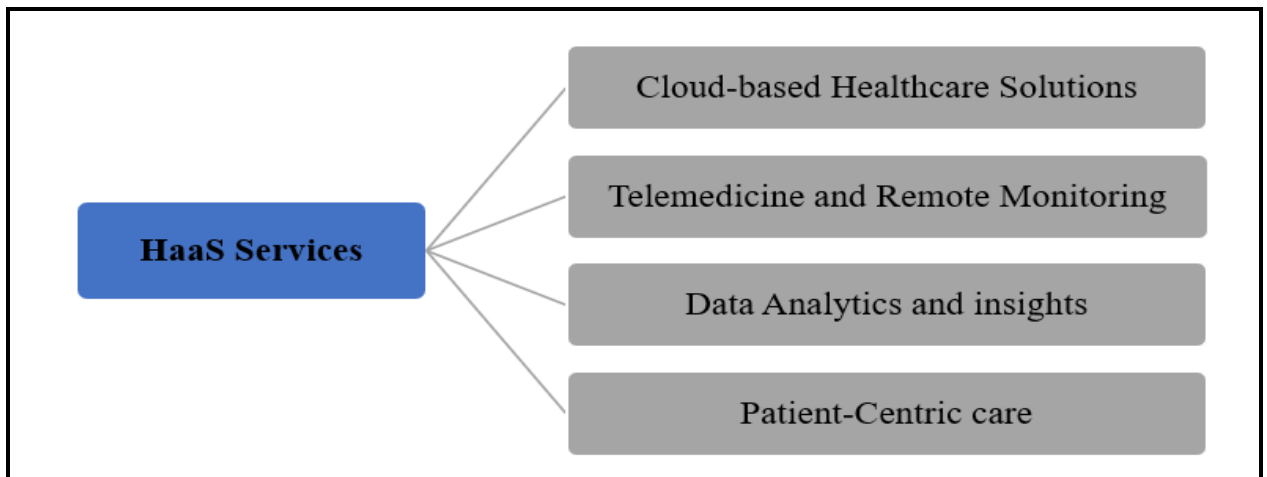 HaaS Services
Cloud-based Healthcare Solutions
Telemedicine and Remote Monitoring
Data Analytics and insights
Patient-Centric care